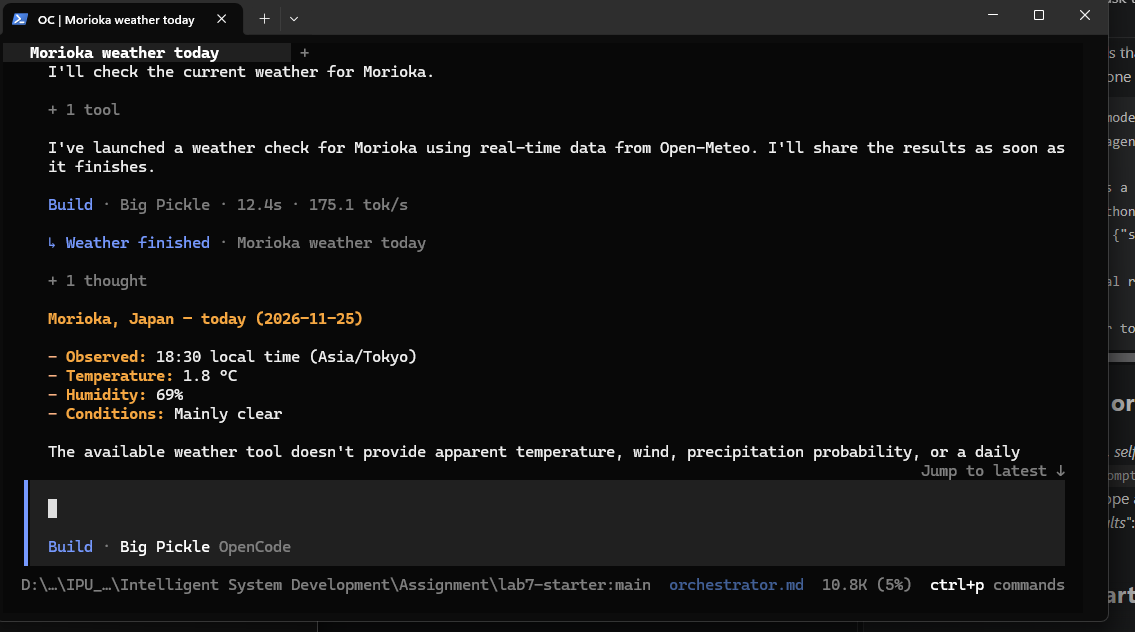 OC | Morioka weather today
Morioka weather today
I'll check the current weather for Morioka.
+ 1 tool
I've launched a weather check for Morioka using real-time data from Open-Meteo. I'll share the results as soon as
it finishes.
Build · Big Pickle · 12.4s · 175.1 tok/s
↳ Weather finished · Morioka weather today
+ 1 thought
Morioka, Japan — today (2026-11-25)
- Observed: 18:30 local time (Asia/Tokyo)
- Temperature: 1.8 °C
- Humidity: 69%
- Conditions: Mainly clear
The available weather tool doesn't provide apparent temperature, wind, precipitation probability, or a daily
Jump to latest ↓
Build · Big Pickle OpenCode
D:\…\IPU_…\Intelligent System Development\Assignment\lab7-starter:main orchestrator.md 10.8K (5%) ctrl+p commands